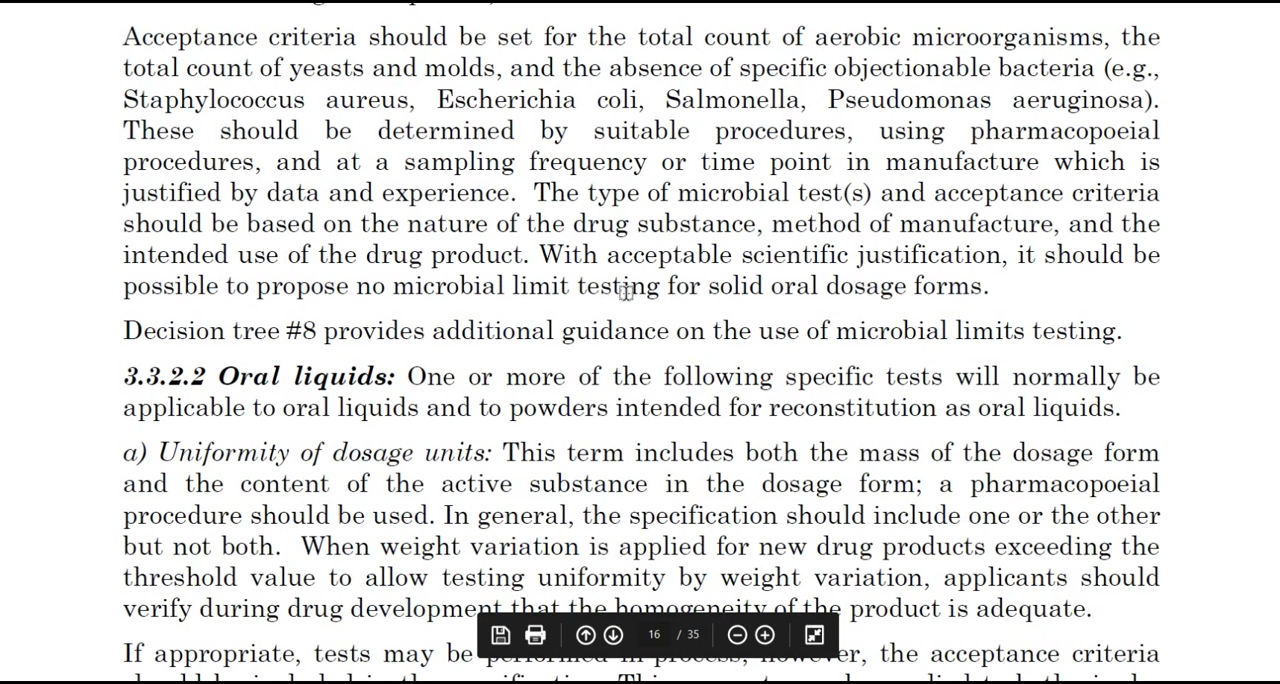 Acceptance criteria should be set for the total count of aerobic microorganisms, the
total count of yeasts and molds, and the absence of specific objectionable bacteria (e.g.,
Staphylococcus aureus, Escherichia coli, Salmonella, Pseudomonas aeruginosa).
These should be determined by suitable procedures, using pharmacopoeial
procedures, and at a sampling frequency or time point in manufacture which is
justified by data and experience. The type of microbial test(s) and acceptance criteria
should be based on the nature of the drug substance, method of manufacture, and the
intended use of the drug product. With acceptable scientific justification, it should be
possible to propose no microbial limit testing for solid oral dosage forms.
Decision tree #8 provides additional guidance on the use of microbial limits testing.
3.3.2.2 Oral liquids: One or more of the following specific tests will normally be
applicable to oral liquids and to powders intended for reconstitution as oral liquids.
a) Uniformity of dosage units: This term includes both the mass of the dosage form
and the content of the active substance in the dosage form; a pharmacopoeial
procedure should be used. In general, the specification should include one or the other
but not both. When weight variation is applied for new drug products exceeding the
threshold value to allow testing uniformity by weight variation, applicants should
verify during drug development that the homogeneity of the product is adequate.
16 / 35
If appropriate, tests may be performed in process; however, the acceptance criteria